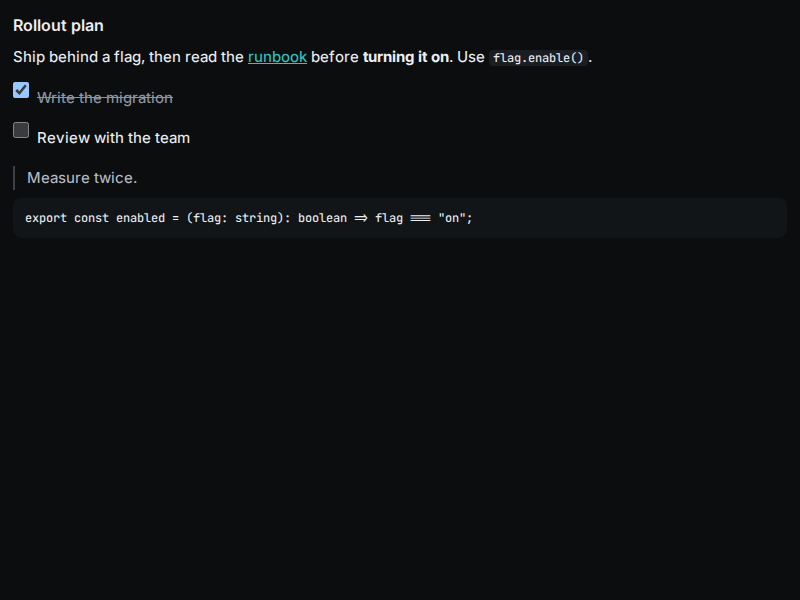 Rollout plan
Ship behind a flag, then read the runbook before turning it on. Use flag.enable().
Write the migration
Review with the team
Measure twice.
export const enabled = (flag: string): boolean => flag === "on";